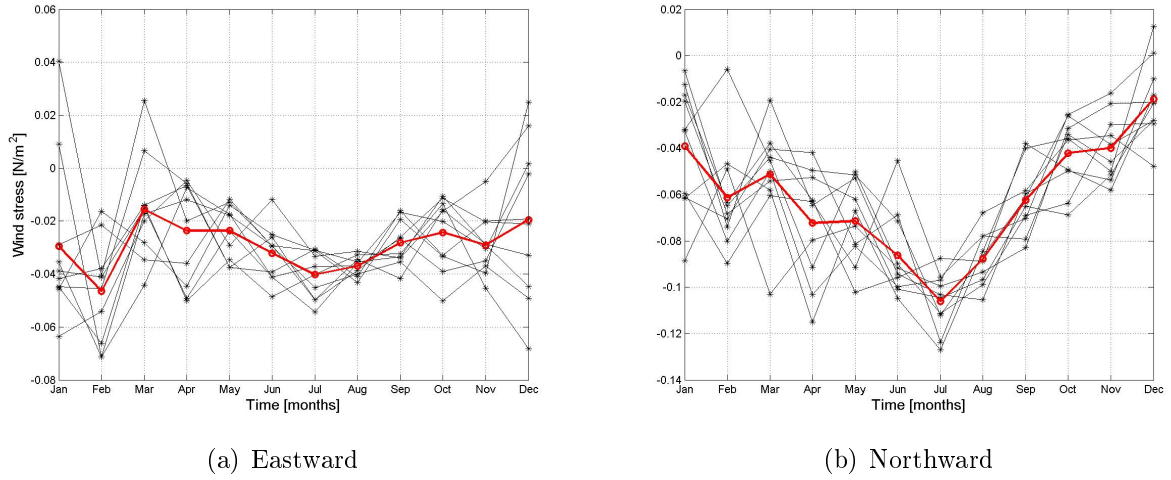 0.06
0.04
0.02
0
-0.02
-0.04
-0.06
-0.08
Wind stress [N/m²]
Jan Feb Mar Apr May Jun Jul Aug Sep Oct Nov Dec
Time [months]
(a) Eastward
0.02
0
-0.02
-0.04
-0.06
-0.08
-0.1
-0.12
-0.14
Jan Feb Mar Apr May Jun Jul Aug Sep Oct Nov Dec
Time [months]
(b) Northward